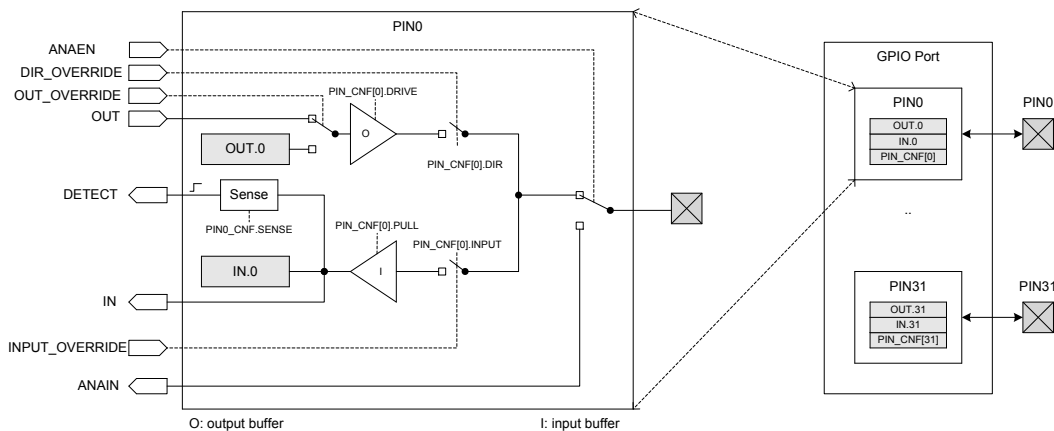 PIN0
ANAEN
DIR_OVERRIDE
OUT_OVERRIDE
OUT
PIN_CNF[0].DRIVE
O
OUT.0
PIN_CNF[0].DIR
DETECT
Sense
PIN0_CNF.SENSE
PIN_CNF[0].PULL
PIN_CNF[0].INPUT
IN.0
I
IN
INPUT_OVERRIDE
ANAIN
O: output buffer
I: input buffer
GPIO Port
PIN0
OUT.0
IN.0
PIN_CNF[0]
PIN0
..
PIN31
OUT.31
IN.31
PIN_CNF[31]
PIN31